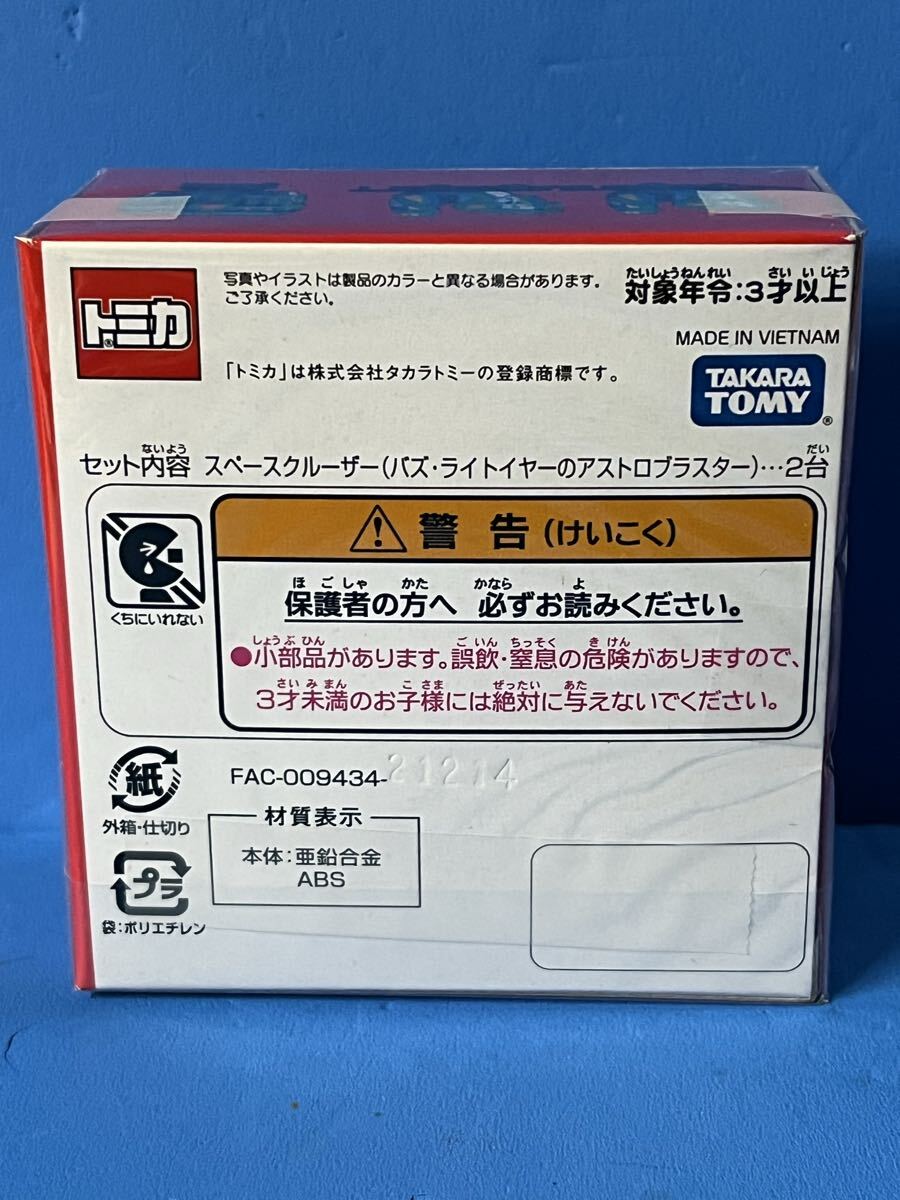 トミカ®
写真やイラストは製品のカラーと異なる場合があります。
ご了承ください。
たいしょうねんれい さい いじょう
対象年令:3才以上
MADE IN VIETNAM
「トミカ」は株式会社タカラトミーの登録商標です。
TAKARA
TOMY®
ないよう だい
セット内容 スペースクルーザー(バズ・ライトイヤーのアストロブラスター)…2台
くちにいれない
警告(けいこく)
ほごしゃ かた かなら よ
保護者の方へ 必ずお読みください。
しょうぶひん ごいん ちっそく きけん
●小部品があります。誤飲・窒息の危険がありますので、
さいみまん こさま ぜったい あた
3才未満のお子様には絶対に与えないでください。
紙
外箱・仕切り
FAC-009434-21214
材質表示
本体:亜鉛合金
ABS
プラ
袋:ポリエチレン